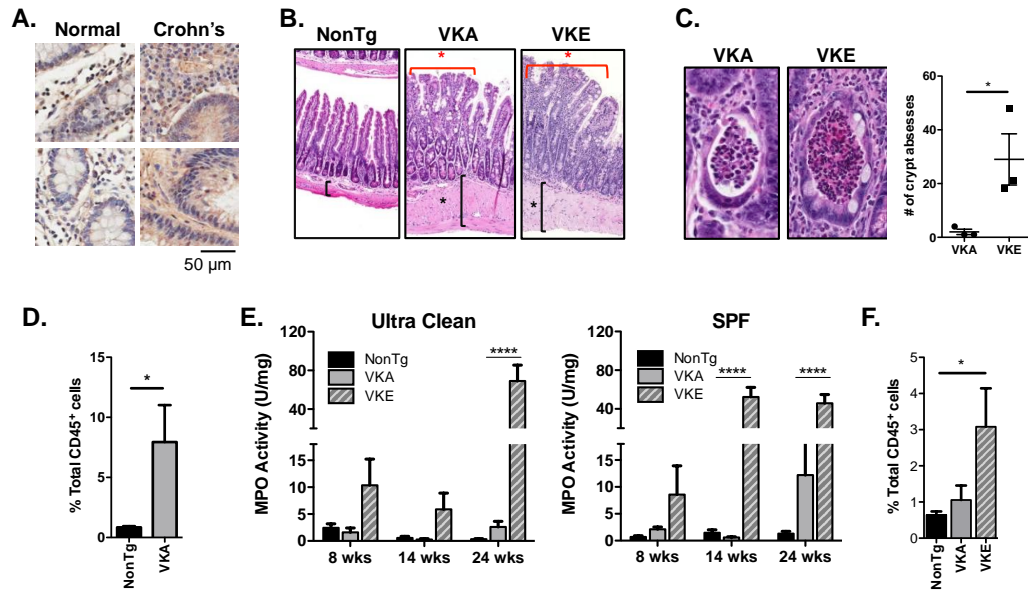 A.
Normal
Crohn's
50 µm
B.
NonTg
VKA
VKE
*
*
*
*
C.
VKA
VKE
# of crypt absesses
60
40
20
0
*
VKA
VKE
D.
% Total CD45⁺ cells
15
10
5
0
*
NonTg
VKA
E.
Ultra Clean
MPO Activity (U/mg)
120
80
40
15
10
5
0
NonTg
VKA
VKE
****
8 wks
14 wks
24 wks
SPF
MPO Activity (U/mg)
120
80
40
15
10
5
0
NonTg
VKA
VKE
****
****
8 wks
14 wks
24 wks
F.
% Total CD45⁺ cells
5
4
3
2
1
0
*
NonTg
VKA
VKE